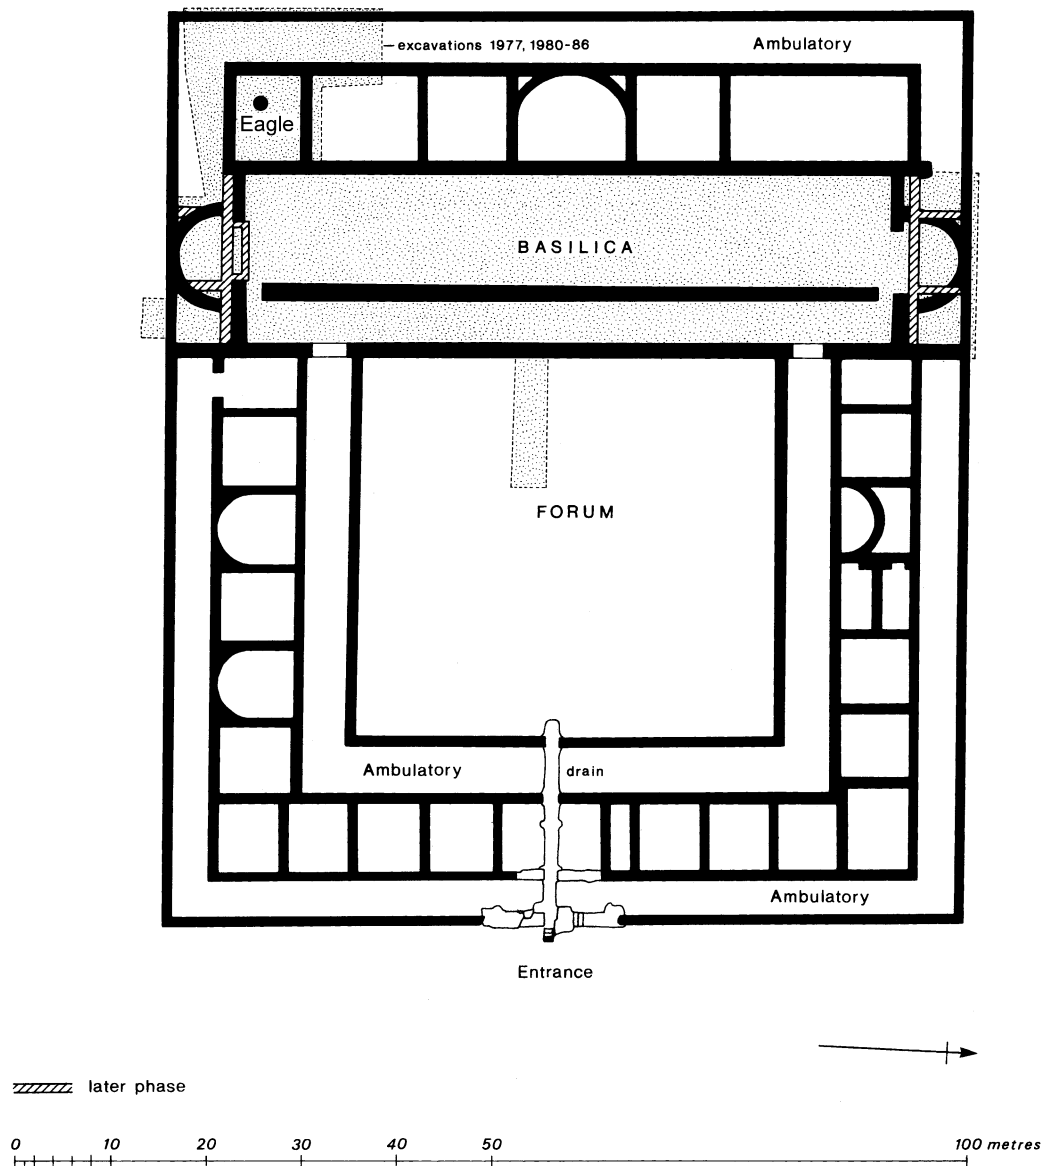 excavations 1977, 1980-86
Ambulatory
Eagle
BASILICA
FORUM
Ambulatory
drain
Ambulatory
Entrance
later phase
0 10 20 30 40 50 100 metres